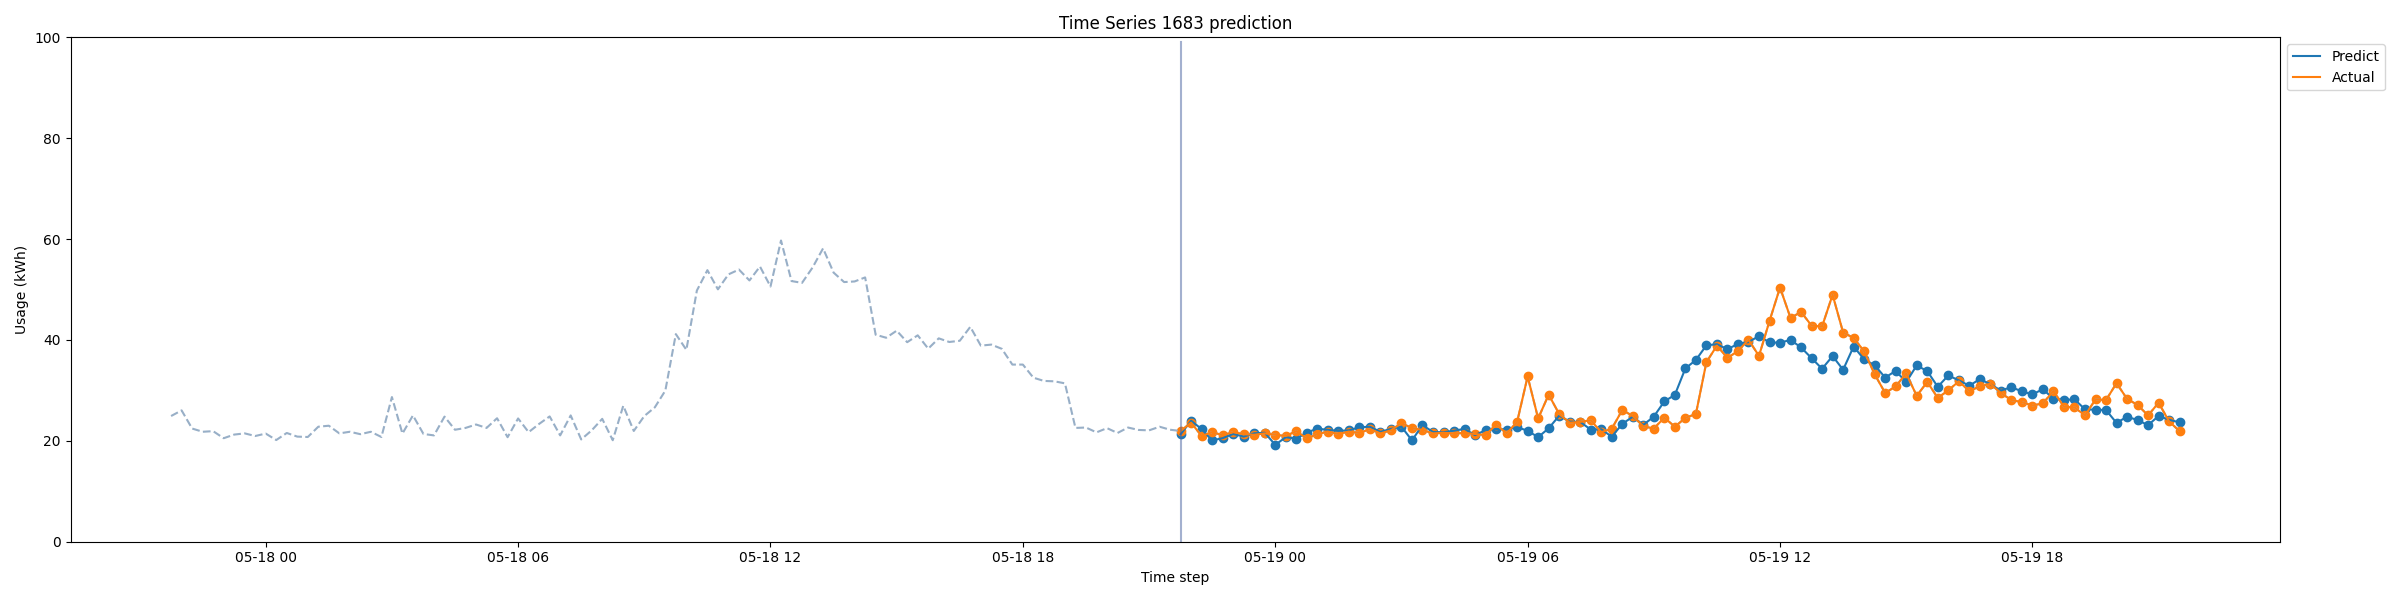 Time Series 1683 prediction
100
80
60
40
20
0
Usage (kWh)
05-18 00
05-18 06
05-18 12
05-18 18
05-19 00
05-19 06
05-19 12
05-19 18
Time step
Predict
Actual